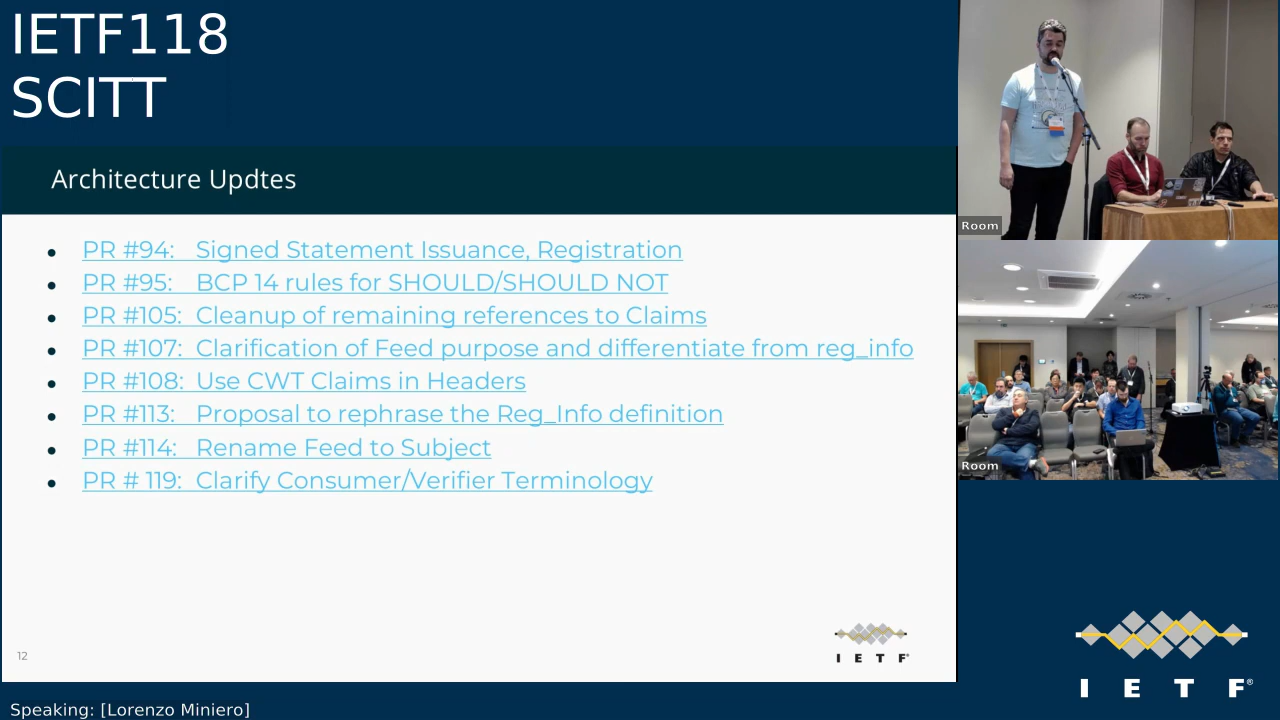 IETF118
SCITT
Architecture Updtes
PR #94: Signed Statement Issuance, Registration
PR #95: BCP 14 rules for SHOULD/SHOULD NOT
PR #105: Cleanup of remaining references to Claims
PR #107: Clarification of Feed purpose and differentiate from reg_info
PR #108: Use CWT Claims in Headers
PR #113: Proposal to rephrase the Reg_Info definition
PR #114: Rename Feed to Subject
PR # 119: Clarify Consumer/Verifier Terminology
12
I E T F®
Room
Room
I E T F®
Speaking: [Lorenzo Miniero]